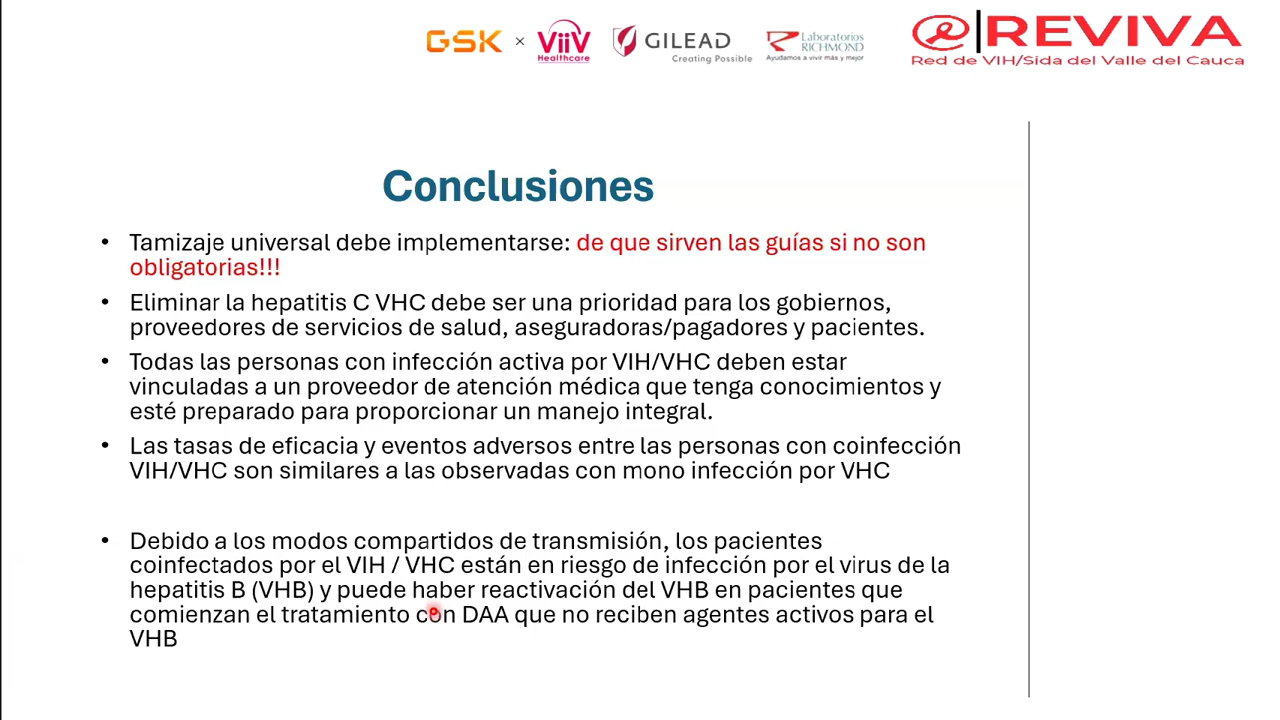 GSK × ViiV Healthcare GILEAD Creating Possible Laboratorios RICHMOND Ayudamos a vivir más y mejor
REVIVA
Red de VIH/Sida del Valle del Cauca
Conclusiones
• Tamizaje universal debe implementarse: de que sirven las guías si no son
obligatorias!!!
• Eliminar la hepatitis C VHC debe ser una prioridad para los gobiernos,
proveedores de servicios de salud, aseguradoras/pagadores y pacientes.
• Todas las personas con infección activa por VIH/VHC deben estar
vinculadas a un proveedor de atención médica que tenga conocimientos y
esté preparado para proporcionar un manejo integral.
• Las tasas de eficacia y eventos adversos entre las personas con coinfección
VIH/VHC son similares a las observadas con mono infección por VHC
• Debido a los modos compartidos de transmisión, los pacientes
coinfectados por el VIH / VHC están en riesgo de infección por el virus de la
hepatitis B (VHB) y puede haber reactivación del VHB en pacientes que
comienzan el tratamiento con DAA que no reciben agentes activos para el
VHB